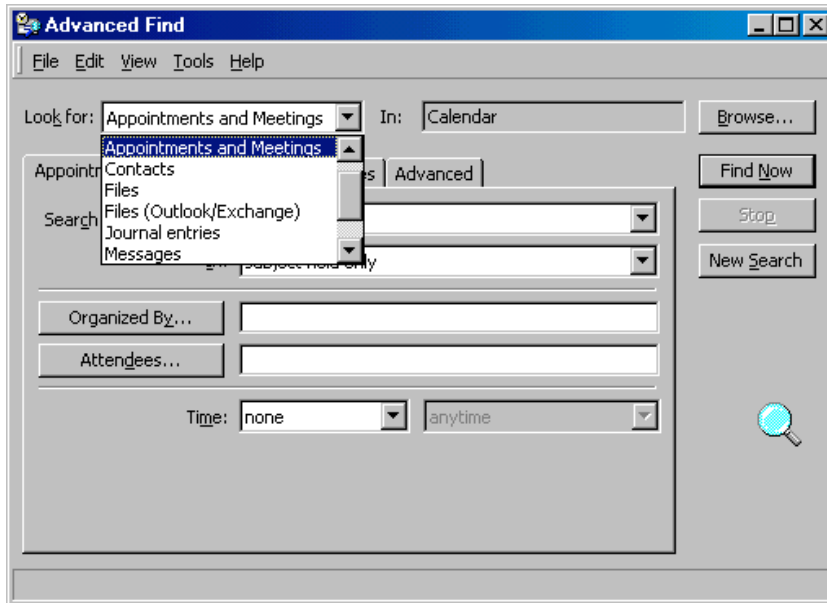 Advanced Find
File Edit View Tools Help
Look for: Appointments and Meetings In: Calendar Browse...
Appointments and Meetings
Contacts
Files
Files (Outlook/Exchange)
Journal entries
Messages
Advanced
Find Now
Stop
only
New Search
Organized By...
Attendees...
Time: none anytime